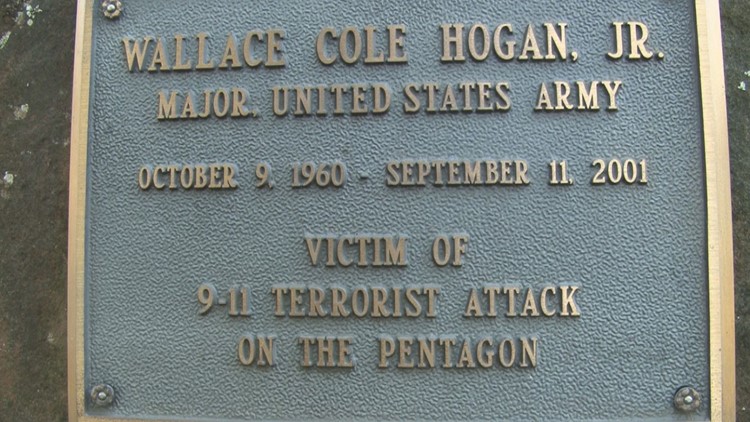 WALLACE COLE HOGAN, JR.
MAJOR, UNITED STATES ARMY
OCTOBER 9, 1960 - SEPTEMBER 11, 2001
VICTIM OF
9-11 TERRORIST ATTACK
ON THE PENTAGON